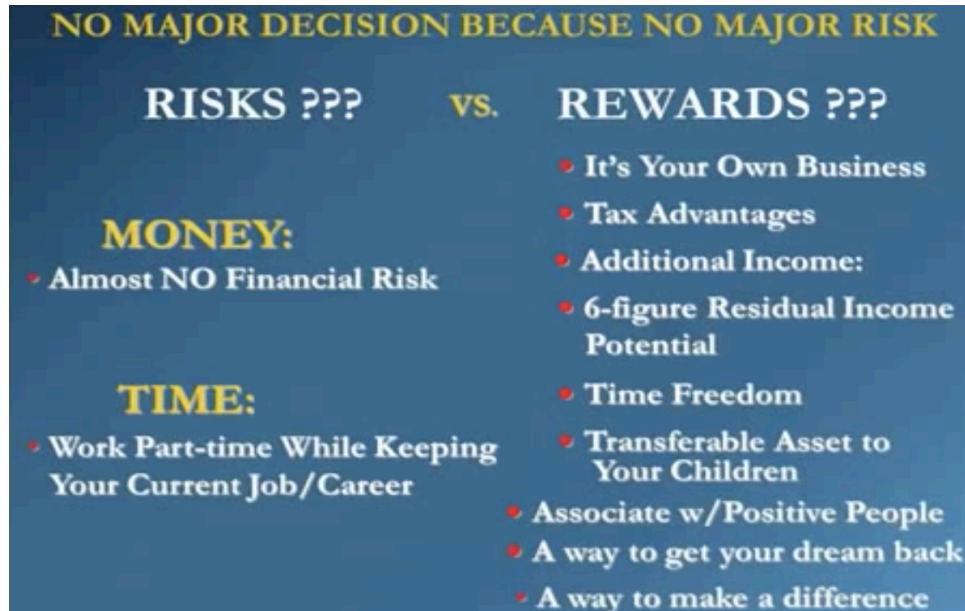 NO MAJOR DECISION BECAUSE NO MAJOR RISK
RISKS ??? VS. REWARDS ???
MONEY:
• Almost NO Financial Risk
TIME:
• Work Part-time While Keeping
Your Current Job/Career
• It's Your Own Business
• Tax Advantages
• Additional Income:
• 6-figure Residual Income
Potential
• Time Freedom
• Transferable Asset to
Your Children
• Associate w/Positive People
• A way to get your dream back
• A way to make a difference